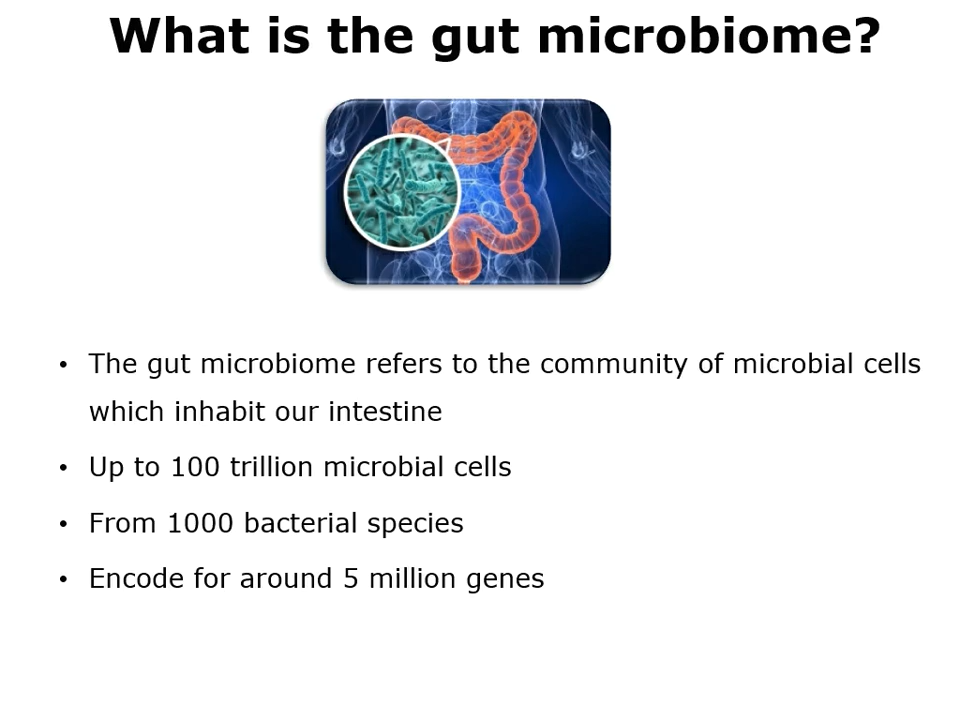 What is the gut microbiome?
• The gut microbiome refers to the community of microbial cells
which inhabit our intestine
• Up to 100 trillion microbial cells
• From 1000 bacterial species
• Encode for around 5 million genes